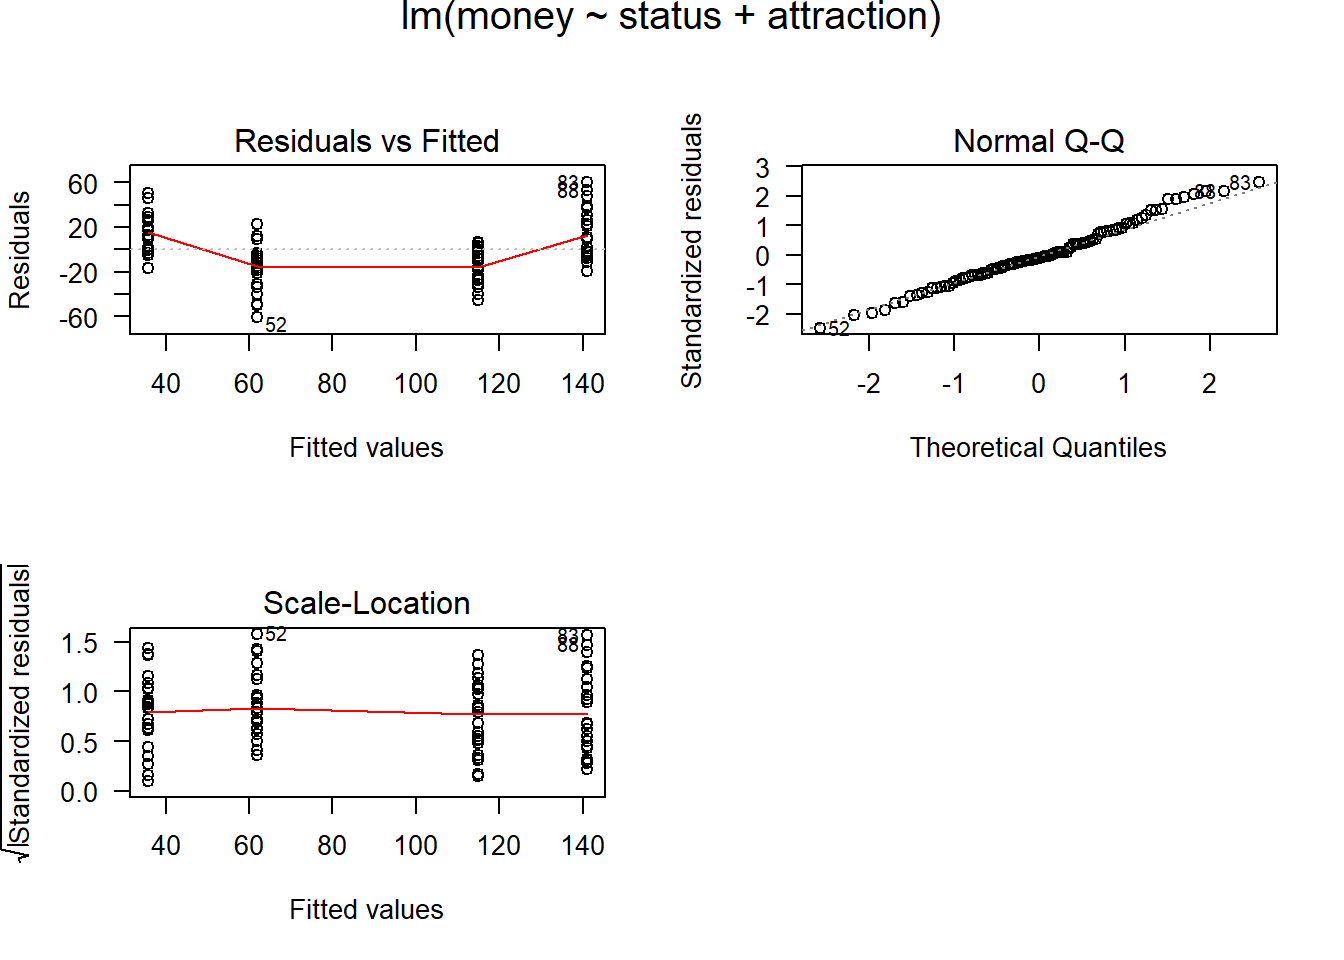 lm(money ~ status + attraction)
Residuals vs Fitted
Residuals
60
20
-20
-60
83
88
52
40 60 80 100 120 140
Fitted values
Normal Q-Q
Standardized residuals
3
2
1
0
-1
-2
88 83
52
-2 -1 0 1 2
Theoretical Quantiles
Scale-Location
√|Standardized residuals|
1.5
1.0
0.5
0.0
52
83
88
40 60 80 100 120 140
Fitted values